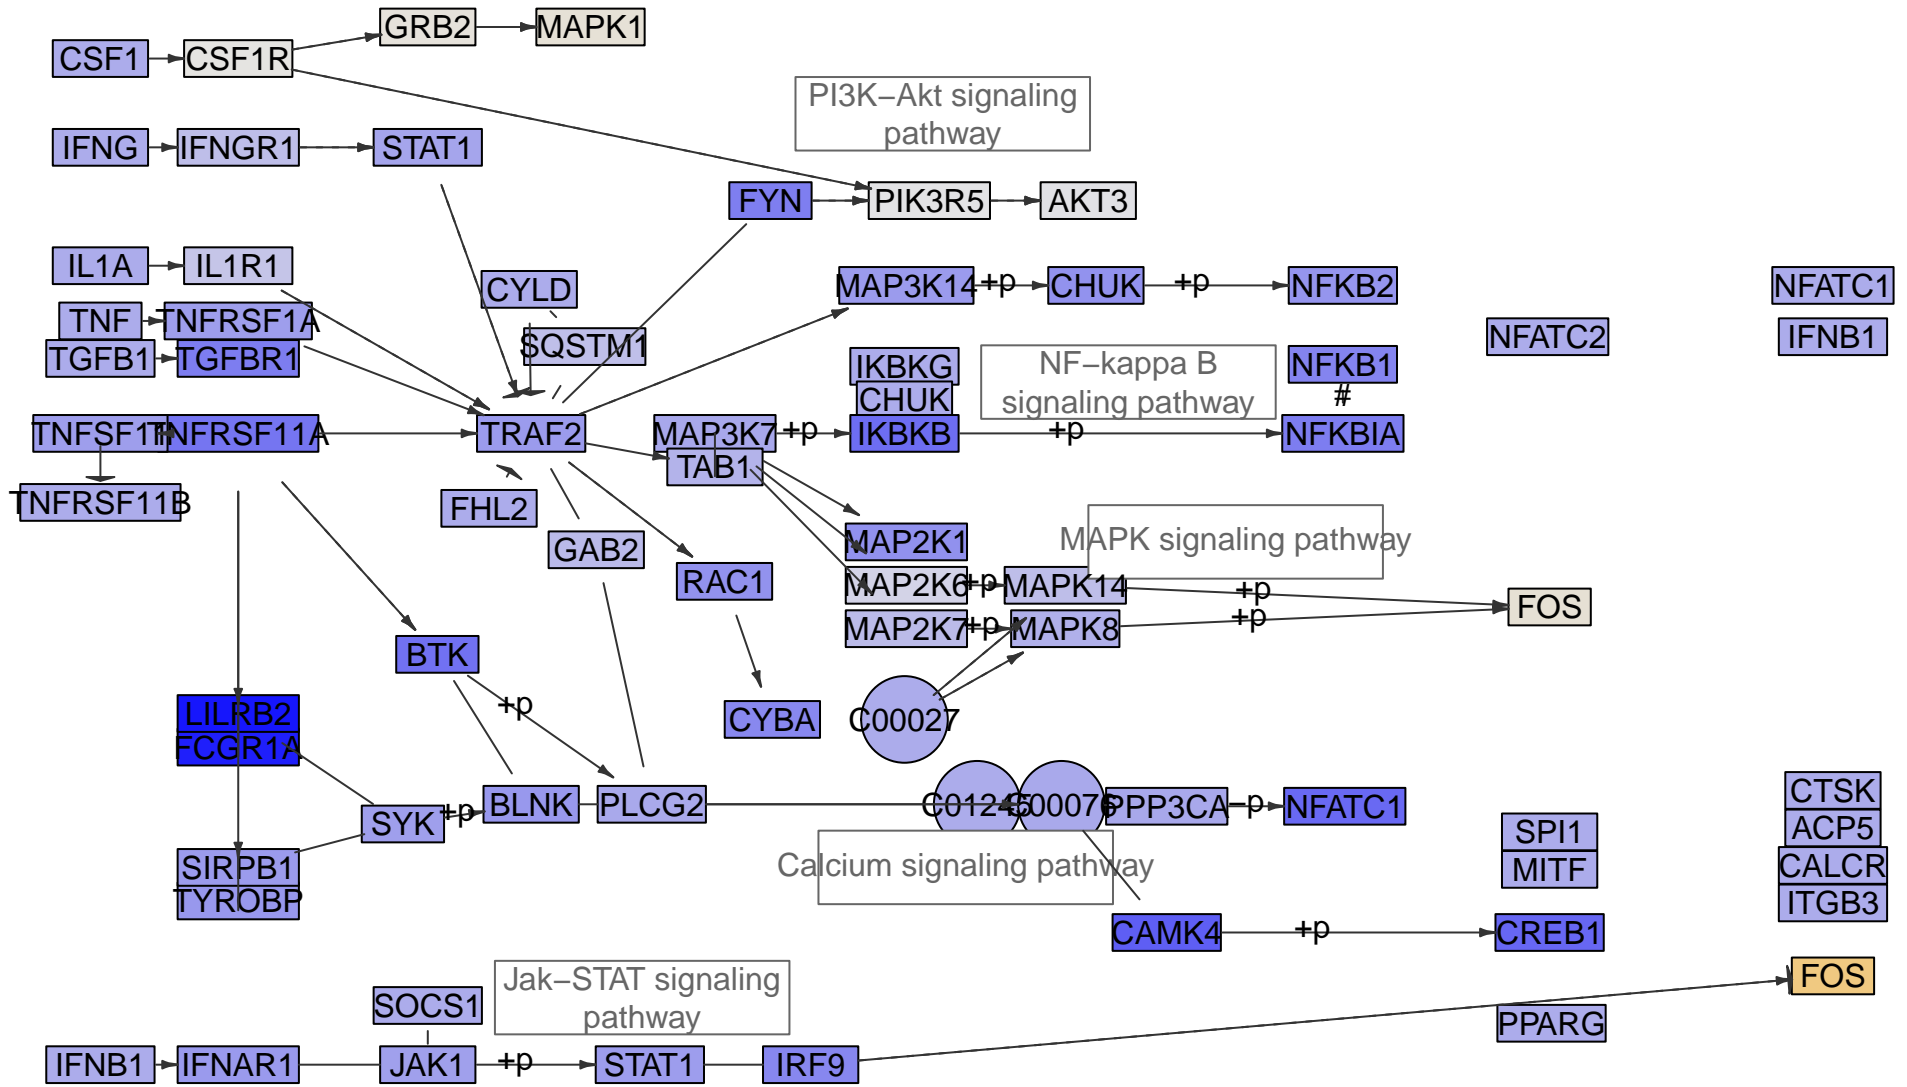 GRB2
MAPK1
CSF1
CSF1R
PI3K−Akt signaling
pathway
IFNG
IFNGR1
STAT1
FYN
PIK3R5
AKT3
IL1A
IL1R1
CYLD
MAP3K14
+p
CHUK
+p
NFKB2
NFATC1
TNF
TNFRSF1A
SQSTM1
NFATC2
IFNB1
TGFB1
TGFBR1
IKBKG
NF−kappa B
signaling pathway
NFKB1
#
CHUK
TNFRSF11A
TRAF2
MAP3K7
+p
IKBKB
+p
NFKBIA
TAB1
TNFRSF11B
FHL2
GAB2
MAP2K1
MAPK signaling pathway
RAC1
MAP2K6
+p
MAPK14
+p
FOS
MAP2K7
+p
MAPK8
+p
BTK
+p
LILRB2
FCGR1A
CYBA
C00027
SYK
+p
BLNK
PLCG2
C01245
C00076
PPP3CA
−p
NFATC1
CTSK
SPI1
ACP5
SIRPB1
Calcium signaling pathway
MITF
CALCR
TYROBP
ITGB3
CAMK4
+p
CREB1
Jak−STAT signaling
pathway
FOS
SOCS1
PPARG
IFNB1
IFNAR1
JAK1
+p
STAT1
IRF9